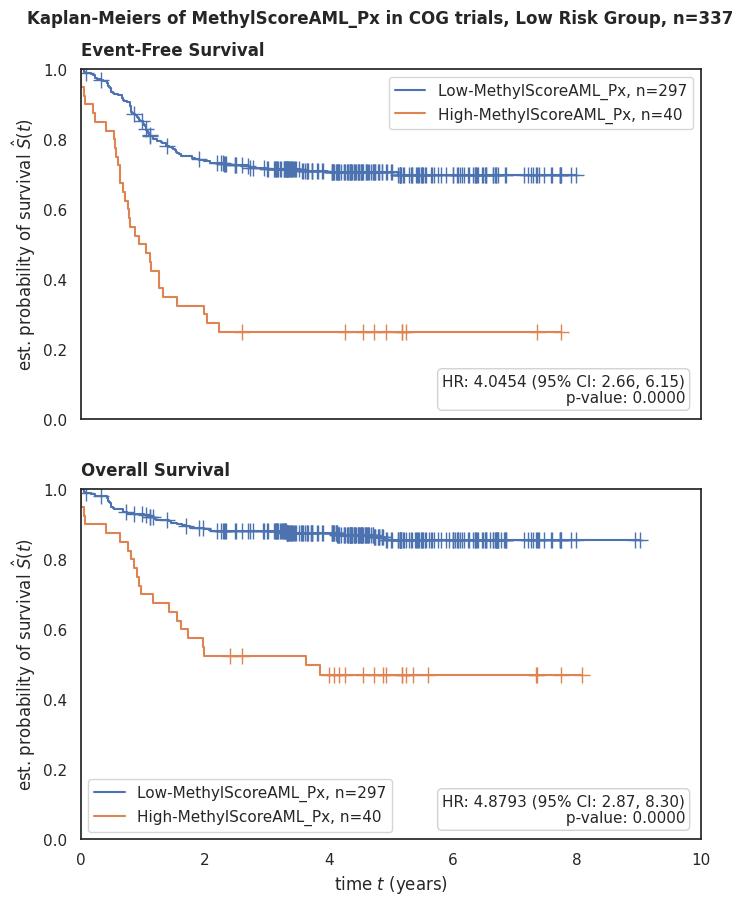 Kaplan-Meiers of MethylScoreAML_Px in COG trials, Low Risk Group, n=337
Event-Free Survival
1.0
0.8
0.6
0.4
0.2
0.0
est. probability of survival Ŝ(t)
Low-MethylScoreAML_Px, n=297
High-MethylScoreAML_Px, n=40
HR: 4.0454 (95% CI: 2.66, 6.15)
p-value: 0.0000
Overall Survival
1.0
0.8
0.6
0.4
0.2
0.0
est. probability of survival Ŝ(t)
Low-MethylScoreAML_Px, n=297
High-MethylScoreAML_Px, n=40
HR: 4.8793 (95% CI: 2.87, 8.30)
p-value: 0.0000
0 2 4 6 8 10
time t (years)